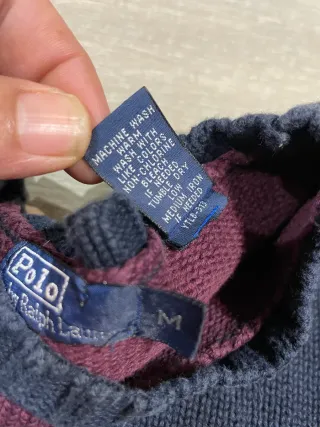 MACHINE WASH
WARM
WASH WITH
LIKE COLORS
NON-CHLORINE
BLEACH
IF NEEDED
TUMBLE DRY
LOW
MEDIUM IRON
IF NEEDED
Polo
by Ralph Lauren
M